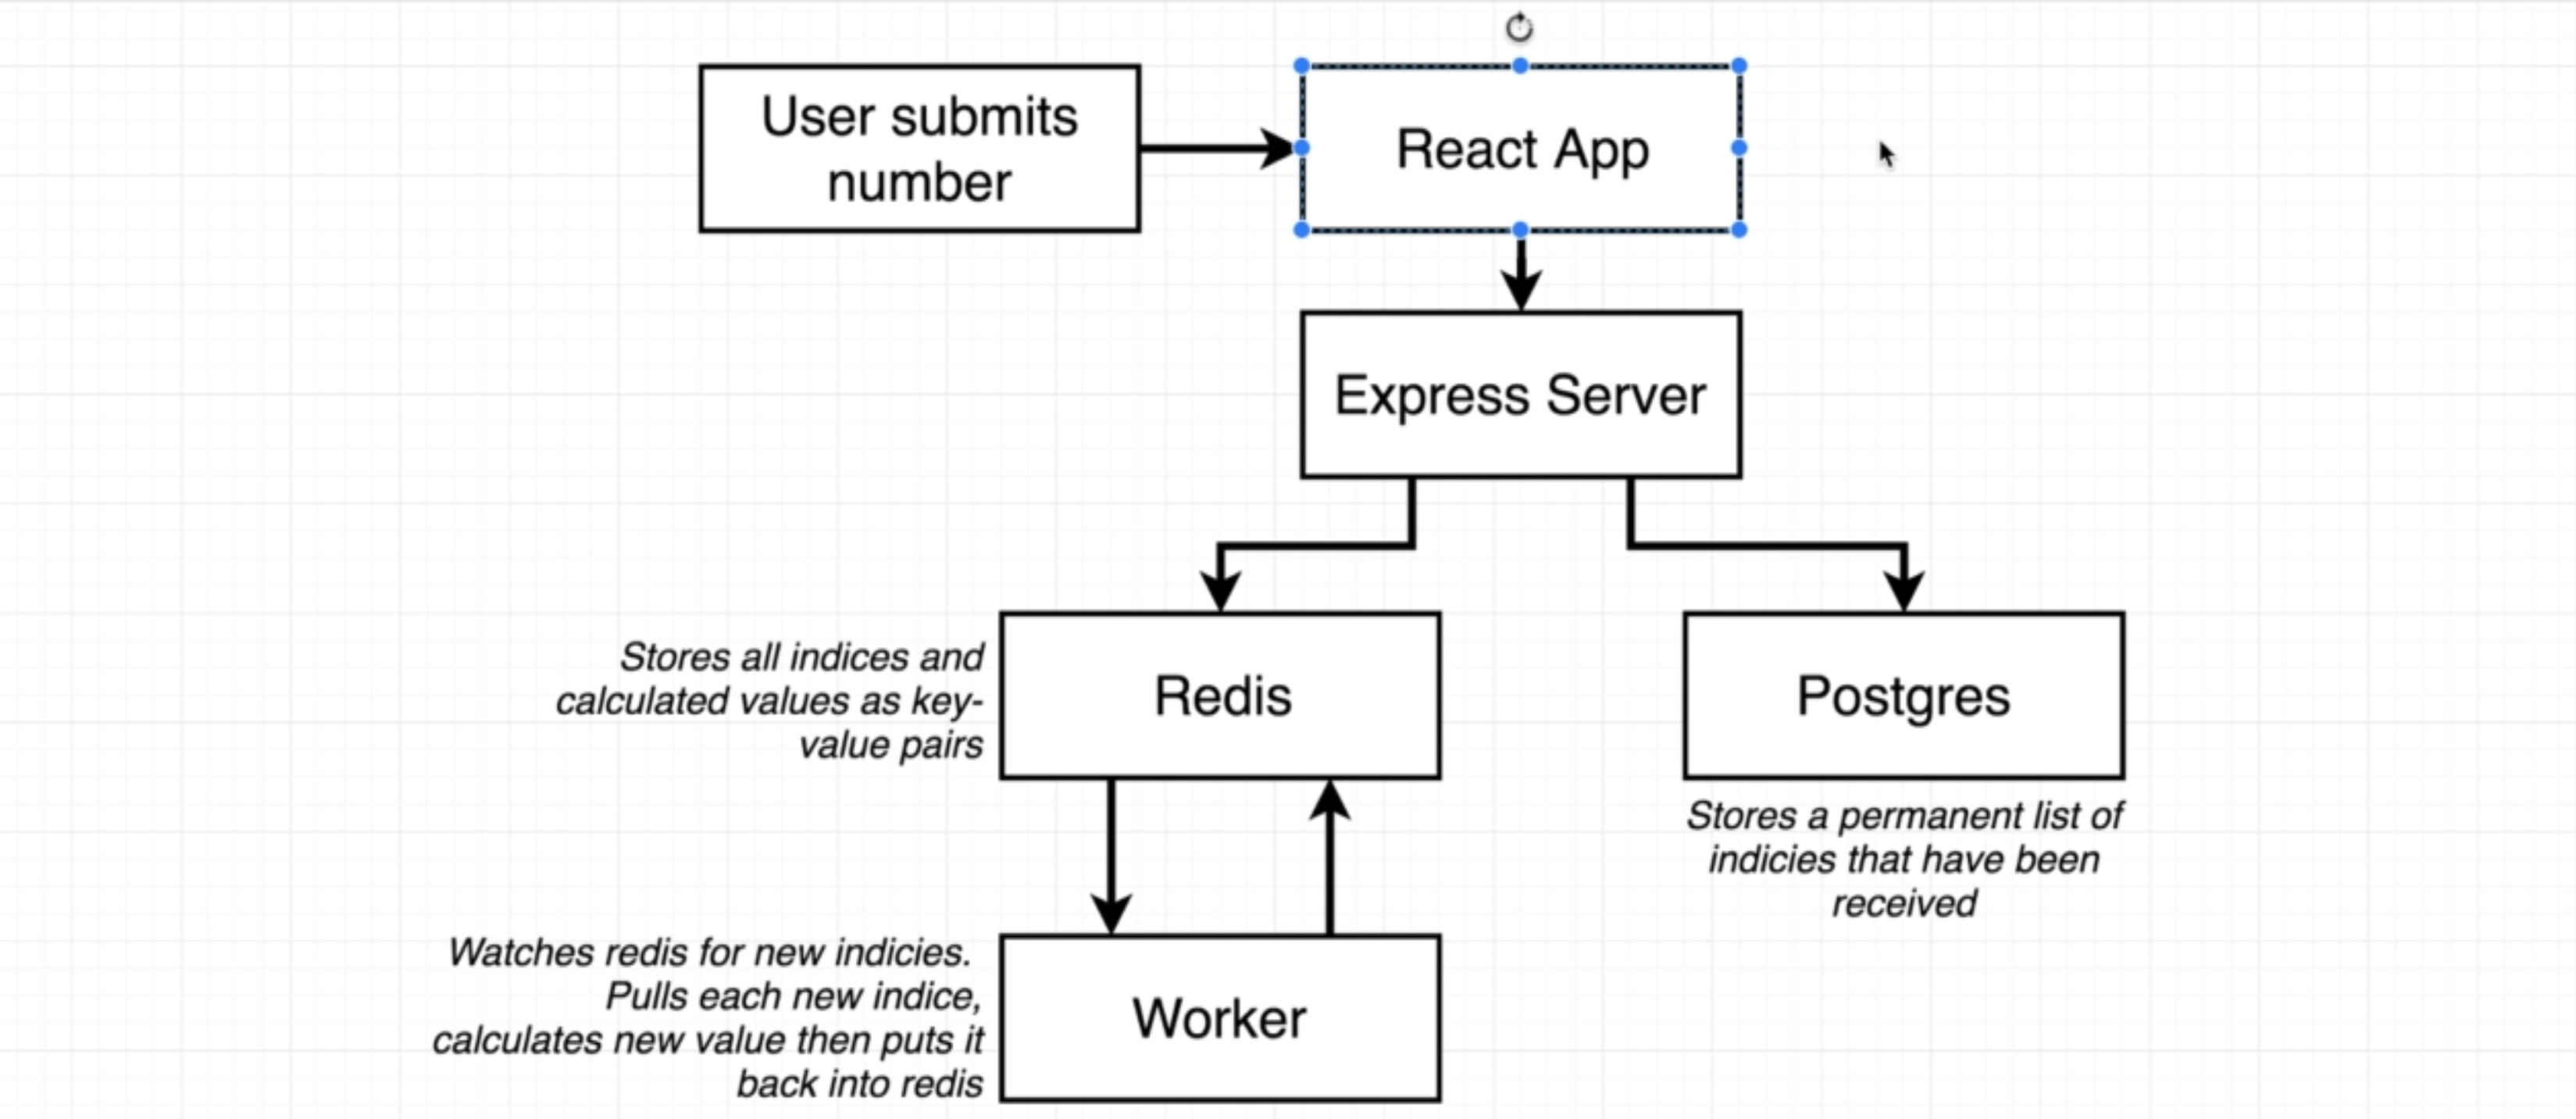 User submits
number
React App
Express Server
Stores all indices and
calculated values as key-
value pairs
Redis
Postgres
Stores a permanent list of
indicies that have been
received
Watches redis for new indicies.
Pulls each new indice,
calculates new value then puts it
back into redis
Worker